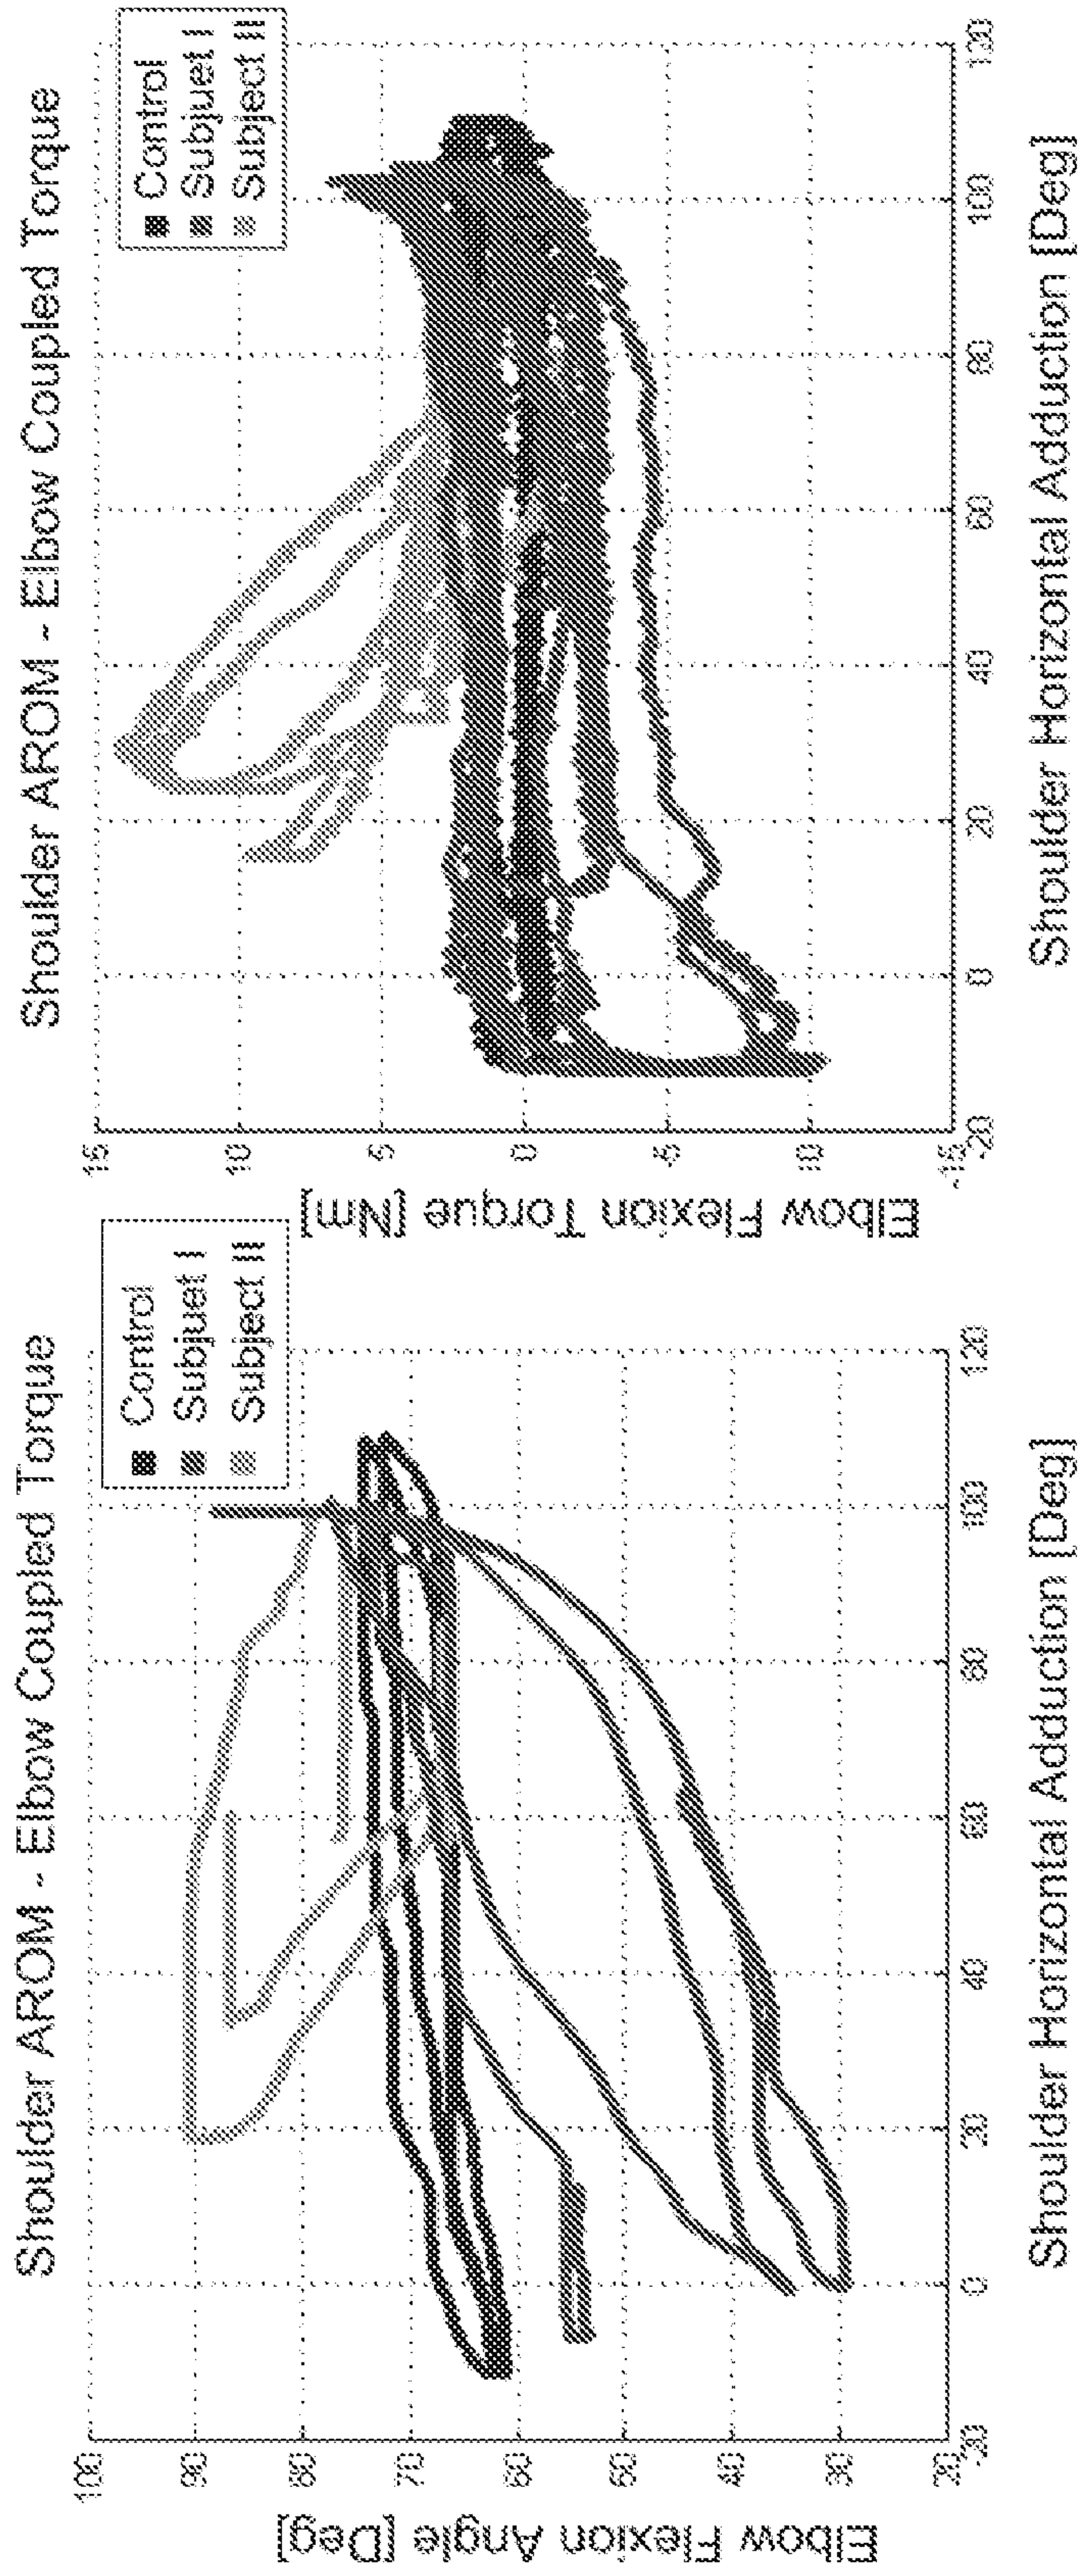 Shoulder AROM - Elbow Coupled Torque
Control
Subjuet I
Subject II
Elbow Flexion Angle [Deg]
100
90
80
70
60
50
40
30
20
-20
0
20
40
60
80
100
120
Shoulder Horizontal Adduction [Deg]
Shoulder AROM - Elbow Coupled Torque
Control
Subjuet I
Subject II
Elbow Flexion Torque [Nm]
15
10
5
0
-5
-10
-15
-20
0
20
40
60
80
100
120
Shoulder Horizontal Adduction [Deg]